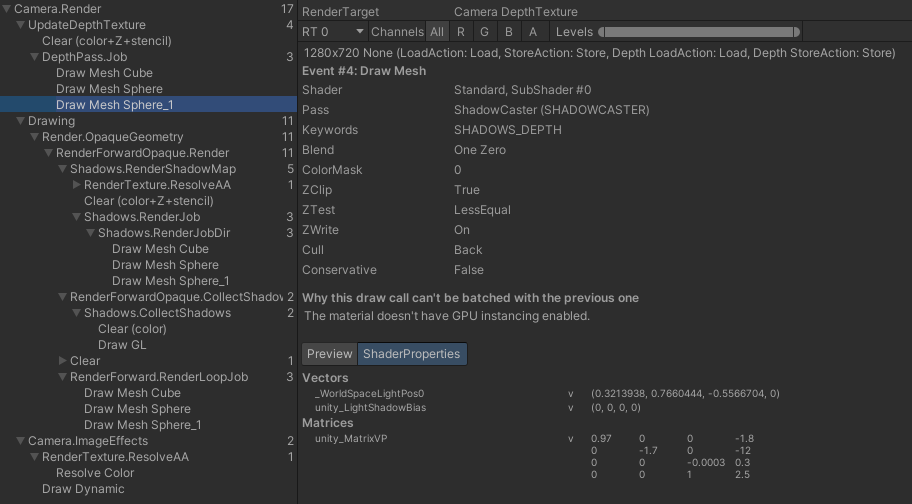 Camera.Render 17
UpdateDepthTexture 4
Clear (color+Z+stencil)
DepthPass.Job 3
Draw Mesh Cube
Draw Mesh Sphere
Draw Mesh Sphere_1
Drawing 11
Render.OpaqueGeometry 11
RenderForwardOpaque.Render 11
Shadows.RenderShadowMap 5
RenderTexture.ResolveAA 1
Clear (color+Z+stencil)
Shadows.RenderJob 3
Shadows.RenderJobDir 3
Draw Mesh Cube
Draw Mesh Sphere
Draw Mesh Sphere_1
RenderForwardOpaque.CollectShadow 2
Shadows.CollectShadows 2
Clear (color)
Draw GL
Clear 1
RenderForward.RenderLoopJob 3
Draw Mesh Cube
Draw Mesh Sphere
Draw Mesh Sphere_1
Camera.ImageEffects 2
RenderTexture.ResolveAA 1
Resolve Color
Draw Dynamic
RenderTarget Camera DepthTexture
RT 0 Channels All R G B A Levels
1280x720 None (LoadAction: Load, StoreAction: Store, Depth LoadAction: Load, Depth StoreAction: Store)
Event #4: Draw Mesh
Shader Standard, SubShader #0
Pass ShadowCaster (SHADOWCASTER)
Keywords SHADOWS_DEPTH
Blend One Zero
ColorMask 0
ZClip True
ZTest LessEqual
ZWrite On
Cull Back
Conservative False
Why this draw call can't be batched with the previous one
The material doesn't have GPU instancing enabled.
Preview ShaderProperties
Vectors
_WorldSpaceLightPos0 v (0.3213938, 0.7660444, -0.5566704, 0)
unity_LightShadowBias v (0, 0, 0, 0)
Matrices
unity_MatrixVP v 0.97 0 0 -1.8
0 -1.7 0 -12
0 0 -0.0003 0.3
0 0 1 2.5